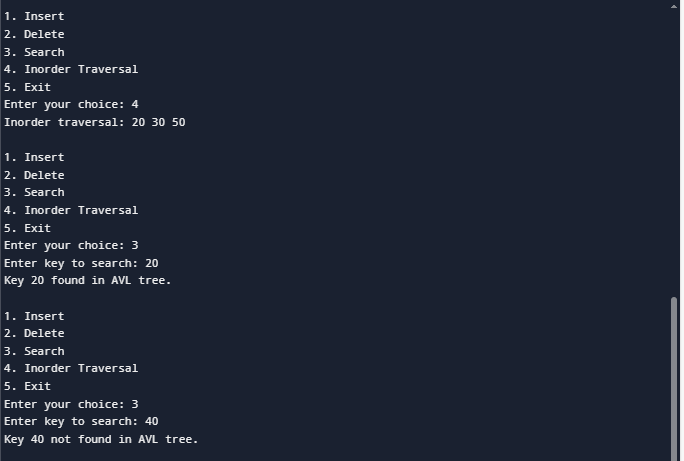 1. Insert
2. Delete
3. Search
4. Inorder Traversal
5. Exit
Enter your choice: 4
Inorder traversal: 20 30 50
1. Insert
2. Delete
3. Search
4. Inorder Traversal
5. Exit
Enter your choice: 3
Enter key to search: 20
Key 20 found in AVL tree.
1. Insert
2. Delete
3. Search
4. Inorder Traversal
5. Exit
Enter your choice: 3
Enter key to search: 40
Key 40 not found in AVL tree.